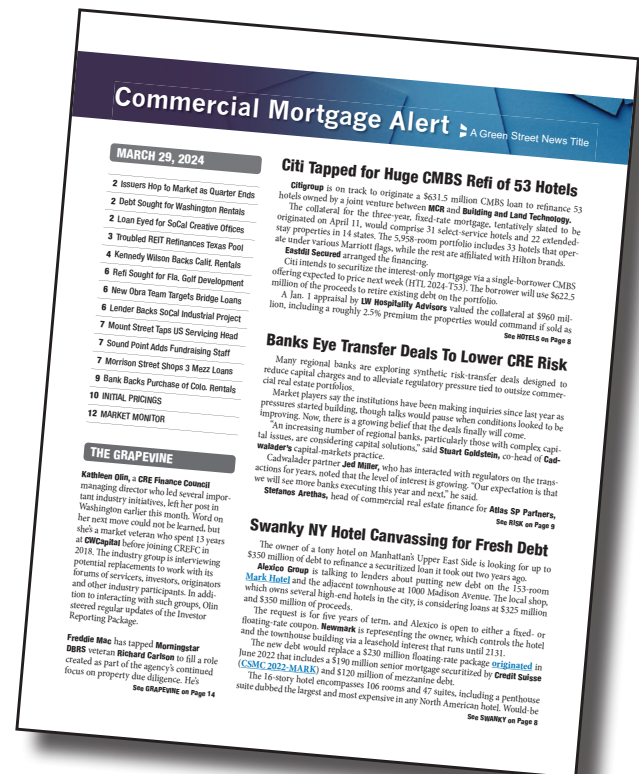 Commercial Mortgage Alert
A Green Street News Title
MARCH 29, 2024
2 Issuers Hop to Market as Quarter Ends
2 Debt Sought for Washington Rentals
2 Loan Eyed for SoCal Creative Offices
3 Troubled REIT Refinances Texas Pool
4 Kennedy Wilson Backs Calif. Rentals
6 Refi Sought for Fla. Golf Development
6 New Obra Team Targets Bridge Loans
6 Lender Backs SoCal Industrial Project
7 Mount Street Taps US Servicing Head
7 Sound Point Adds Fundraising Staff
7 Morrison Street Shops 3 Mezz Loans
9 Bank Backs Purchase of Colo. Rentals
10 INITIAL PRICINGS
12 MARKET MONITOR
THE GRAPEVINE
Kathleen Olin, a CRE Finance Council
managing director who led several impor-
tant industry initiatives, left her post in
Washington earlier this month. Word on
her next move could not be learned, but
she's a market veteran who spent 13 years
at CWCapital before joining CREFC in
2018. The industry group is interviewing
potential replacements to work with its
forums of servicers, investors, originators
and other industry participants. In addi-
tion to interacting with such groups, Olin
steered regular updates of the Investor
Reporting Package.
Freddie Mac has tapped Morningstar
DBRS veteran Richard Carlson to fill a role
created as part of the agency's continued
focus on property due diligence. He's
See GRAPEVINE on Page 14
Citi Tapped for Huge CMBS Refi of 53 Hotels
Citigroup is on track to originate a $631.5 million CMBS loan to refinance 53
hotels owned by a joint venture between MCR and Building and Land Technology.
The collateral for the three-year, fixed-rate mortgage, tentatively slated to be
originated on April 11, would comprise 31 select-service hotels and 22 extended-
stay properties in 14 states. The 5,958-room portfolio includes 33 hotels that oper-
ate under various Marriott flags, while the rest are affiliated with Hilton brands.
Eastdil Secured arranged the financing.
Citi intends to securitize the interest-only mortgage via a single-borrower CMBS
offering expected to price next week (HTL 2024-T53). The borrower will use $622.5
million of the proceeds to retire existing debt on the portfolio.
A Jan. 1 appraisal by LW Hospitality Advisors valued the collateral at $960 mil-
lion, including a roughly 2.5% premium the properties would command if sold as
See HOTELS on Page 8
Banks Eye Transfer Deals To Lower CRE Risk
Many regional banks are exploring synthetic risk-transfer deals designed to
reduce capital charges and to alleviate regulatory pressure tied to outsize commer-
cial real estate portfolios.
Market players say the institutions have been making inquiries since last year as
pressures started building, though talks would pause when conditions looked to be
improving. Now, there is a growing belief that the deals finally will come.
"An increasing number of regional banks, particularly those with complex capi-
tal issues, are considering capital solutions," said Stuart Goldstein, co-head of Cad-
walader's capital-markets practice.
Cadwalader partner Jed Miller, who has interacted with regulators on the trans-
actions for years, noted that the level of interest is growing. "Our expectation is that
we will see more banks executing this year and next," he said.
Stefanos Arethas, head of commercial real estate finance for Atlas SP Partners,
See RISK on Page 9
Swanky NY Hotel Canvassing for Fresh Debt
The owner of a tony hotel on Manhattan's Upper East Side is looking for up to
$350 million of debt to refinance a securitized loan it took out two years ago.
Alexico Group is talking to lenders about putting new debt on the 153-room
Mark Hotel and the adjacent townhouse at 1000 Madison Avenue. The local shop,
which owns several high-end hotels in the city, is considering loans at $325 million
and $350 million of proceeds.
The request is for five years of term, and Alexico is open to either a fixed- or
floating-rate coupon. Newmark is representing the owner, which controls the hotel
and the townhouse building via a leasehold interest that runs until 2131.
The new debt would replace a $230 million floating-rate package originated in
June 2022 that includes a $190 million senior mortgage securitized by Credit Suisse
(CSMC 2022-MARK) and $120 million of mezzanine debt.
The 16-story hotel encompasses 106 rooms and 47 suites, including a penthouse
suite dubbed the largest and most expensive in any North American hotel. Would-be
See SWANKY on Page 8